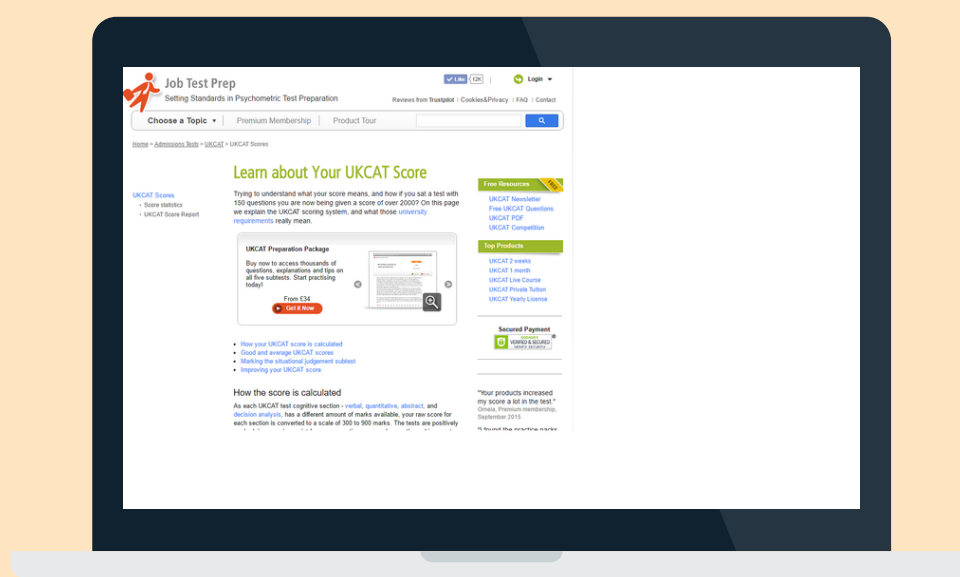 Job Test Prep
Setting Standards in Psychometric Test Preparation
Like 12K | Login
Reviews from Trustpilot | Cookies&Privacy | FAQ | Contact
Choose a Topic | Premium Membership | Product Tour
Home > Admissions Tests > UKCAT > UKCAT Scores
UKCAT Scores
Score statistics
UKCAT Score Report
Learn about Your UKCAT Score
Trying to understand what your score means, and how if you sat a test with
150 questions you are now being given a score of over 2000? On this page
we explain the UKCAT scoring system, and what those university
requirements really mean.
UKCAT Preparation Package
Buy now to access thousands of
questions, explanations and tips on
all five subtests. Start practising
today!
From £34
Get it Now
• How your UKCAT score is calculated
• Good and average UKCAT scores
• Marking the situational judgement subtest
• Improving your UKCAT score
How the score is calculated
As each UKCAT test cognitive section - verbal, quantitative, abstract, and
decision analysis, has a different amount of marks available, your raw score for
each section is converted to a scale of 300 to 900 marks. The tests are positively
Free Resources FREE
UKCAT Newsletter
Free UKCAT Questions
UKCAT PDF
UKCAT Competition
Top Products
UKCAT 2 weeks
UKCAT 1 month
UKCAT Live Course
UKCAT Private Tuition
UKCAT Yearly License
Secured Payment
VERIFIED & SECURED
"Your products increased
my score a lot in the test."
Ornela, Premium membership,
September 2015
"I found the practice packs